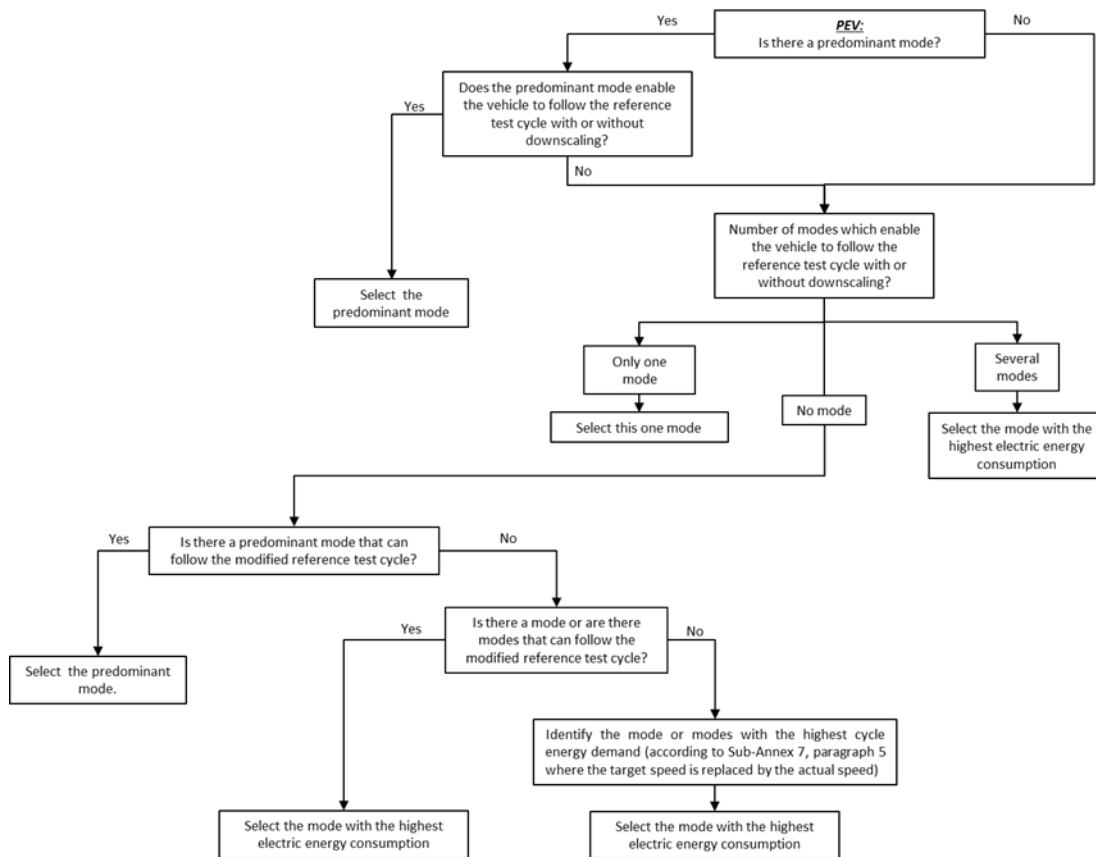 Yes
PEV:
Is there a predominant mode?
No
Does the predominant mode enable
the vehicle to follow the reference
test cycle with or without
downscaling?
Yes
No
Number of modes which enable
the vehicle to follow the
reference test cycle with or
without downscaling?
Select the
predominant mode
Only one
mode
Several
modes
No mode
Select this one mode
Select the mode with the
highest electric energy
consumption
Yes
Is there a predominant mode that can
follow the modified reference test cycle?
No
Yes
Is there a mode or are there
modes that can follow the
modified reference test cycle?
No
Select the predominant
mode.
Identify the mode or modes with the highest cycle
energy demand (according to Sub-Annex 7, paragraph 5
where the target speed is replaced by the actual speed)
Select the mode with the highest
electric energy consumption
Select the mode with the highest
electric energy consumption